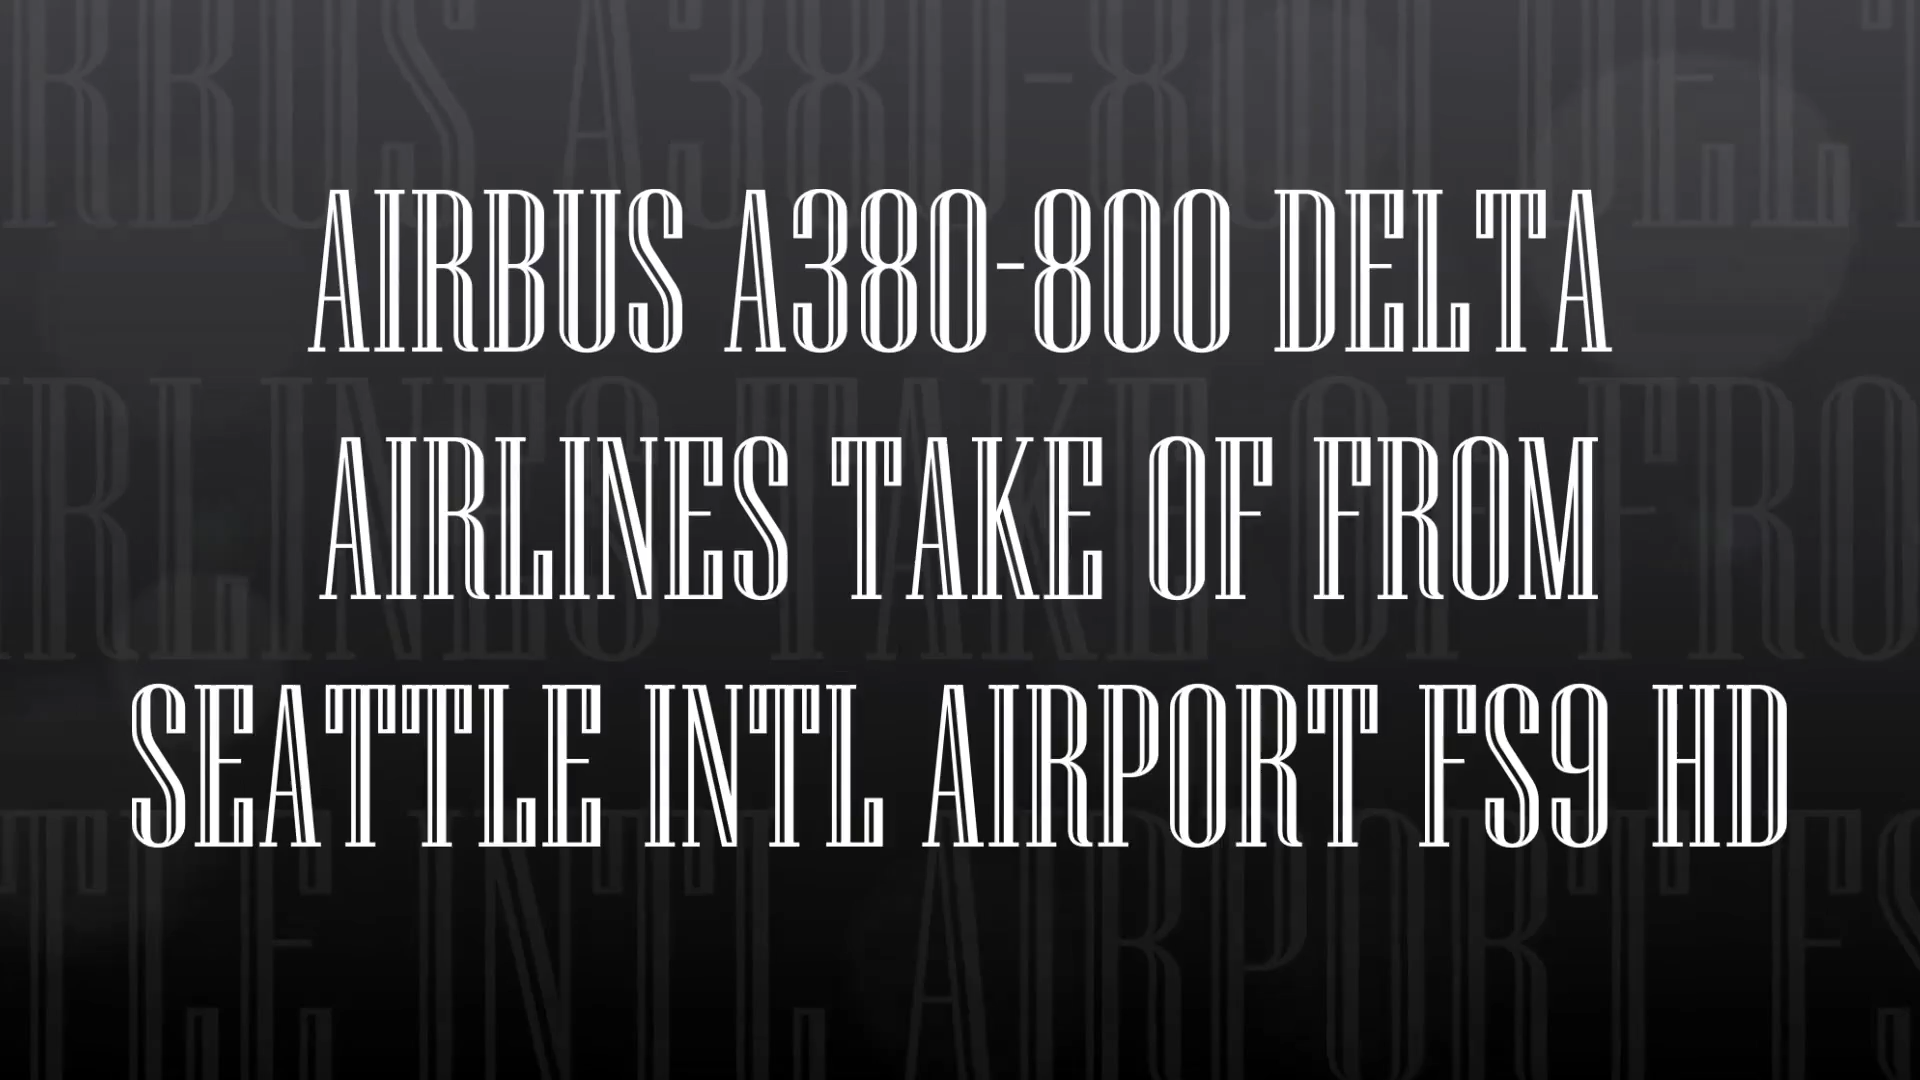 AIRBUS A380-800 DELTA
AIRLINES TAKE OF FROM
SEATTLE INTL AIRPORT FS9 HD